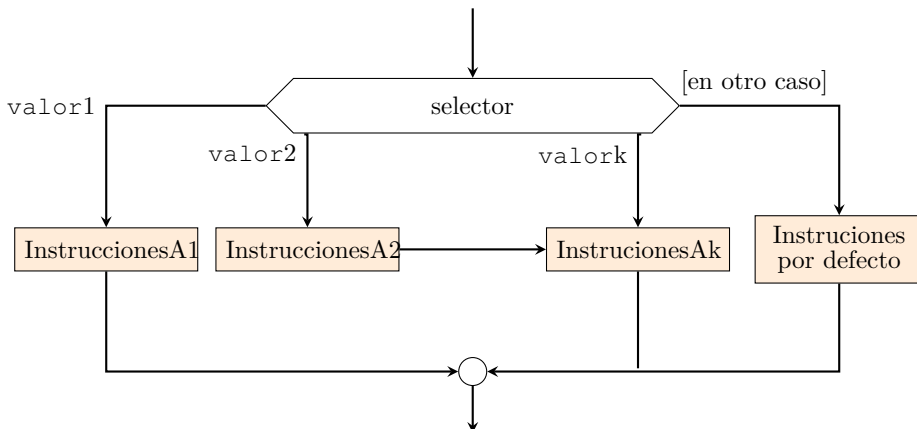 [en otro caso]
valor1
selector
valor2
valork
InstruccionesA1
InstruccionesA2
InstrucionesAk
Instruciones
por defecto